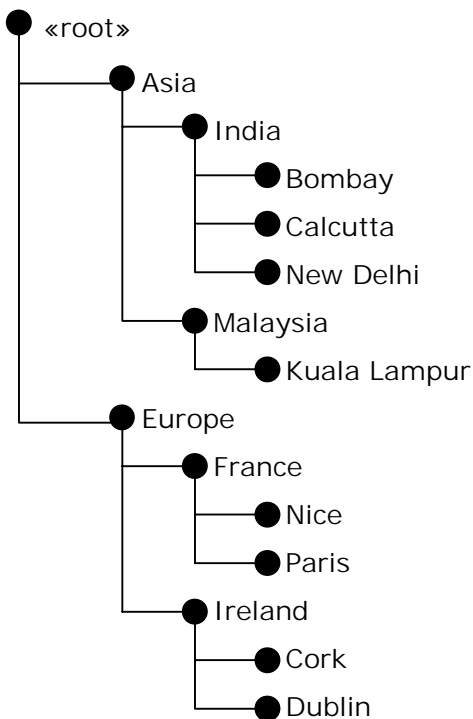 «root»
Asia
India
Bombay
Calcutta
New Delhi
Malaysia
Kuala Lampur
Europe
France
Nice
Paris
Ireland
Cork
Dublin